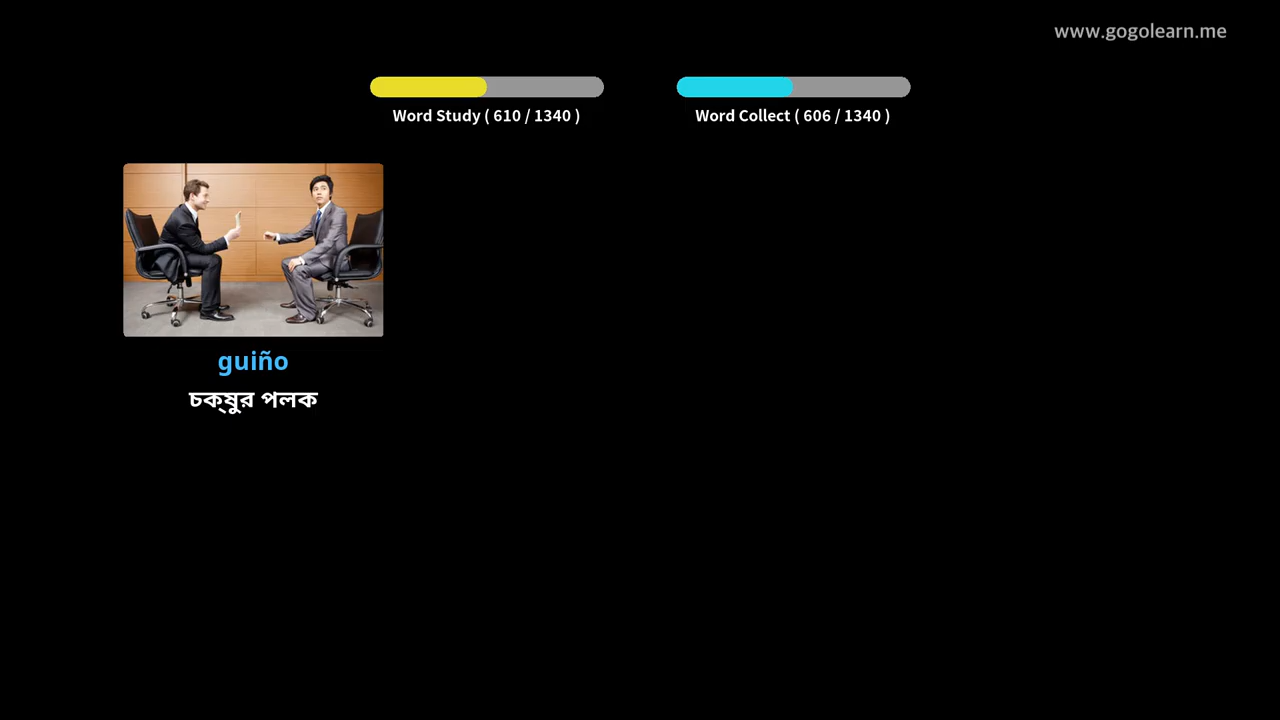 www.gogolearn.me
Word Study ( 610 / 1340 )
Word Collect ( 606 / 1340 )
guiño
চক্ষুর পলক